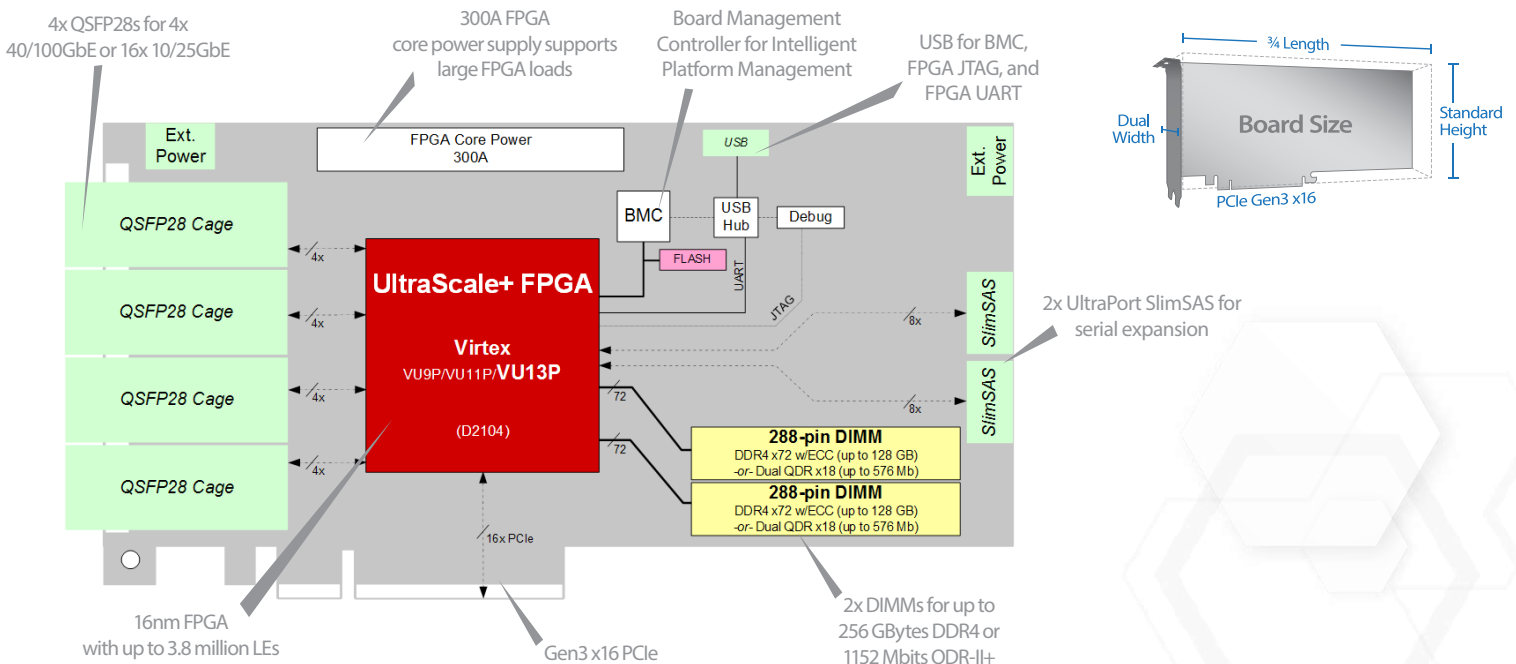 4x QSFP28s for 4x
40/100GbE or 16x 10/25GbE
300A FPGA
core power supply supports
large FPGA loads
Board Management
Controller for Intelligent
Platform Management
USB for BMC,
FPGA JTAG, and
FPGA UART
¾ Length
Board Size
Dual
Width
Standard
Height
PCIe Gen3 x16
Ext.
Power
FPGA Core Power
300A
USB
Ext.
Power
BMC
USB
Hub
Debug
FLASH
UART
JTAG
QSFP28 Cage
4x
QSFP28 Cage
4x
QSFP28 Cage
4x
QSFP28 Cage
4x
UltraScale+ FPGA
Virtex
VU9P/VU11P/VU13P
(D2104)
8x
SlimSAS
8x
SlimSAS
2x UltraPort SlimSAS for
serial expansion
72
72
288-pin DIMM
DDR4 x72 w/ECC (up to 128 GB)
-or- Dual QDR x18 (up to 576 Mb)
288-pin DIMM
DDR4 x72 w/ECC (up to 128 GB)
-or- Dual QDR x18 (up to 576 Mb)
16x PCIe
16nm FPGA
with up to 3.8 million LEs
Gen3 x16 PCIe
2x DIMMs for up to
256 GBytes DDR4 or
1152 Mbits QDR-II+